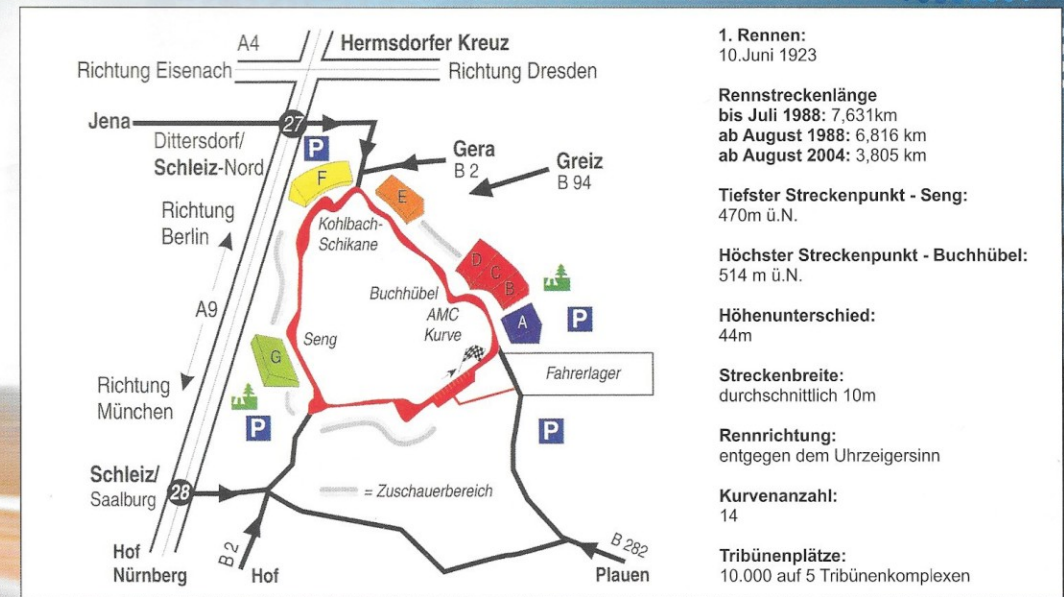 A4
Hermsdorfer Kreuz
Richtung Eisenach
Richtung Dresden
Jena
27
Dittersdorf/
Schleiz-Nord
P
Gera
B 2
Greiz
B 94
F
E
Richtung
Berlin
Kohlbach-
Schikane
D
C
B
A
Buchhübel
AMC
Kurve
P
A9
Seng
G
Fahrerlager
Richtung
München
P
P
Schleiz/
Saalburg
28
= Zuschauerbereich
Hof
Nürnberg
B 2
Hof
B 282
Plauen
1. Rennen:
10.Juni 1923
Rennstreckenlänge
bis Juli 1988: 7,631km
ab August 1988: 6,816 km
ab August 2004: 3,805 km
Tiefster Streckenpunkt - Seng:
470m ü.N.
Höchster Streckenpunkt - Buchhübel:
514 m ü.N.
Höhenunterschied:
44m
Streckenbreite:
durchschnittlich 10m
Rennrichtung:
entgegen dem Uhrzeigersinn
Kurvenanzahl:
14
Tribünenplätze:
10.000 auf 5 Tribünenkomplexen